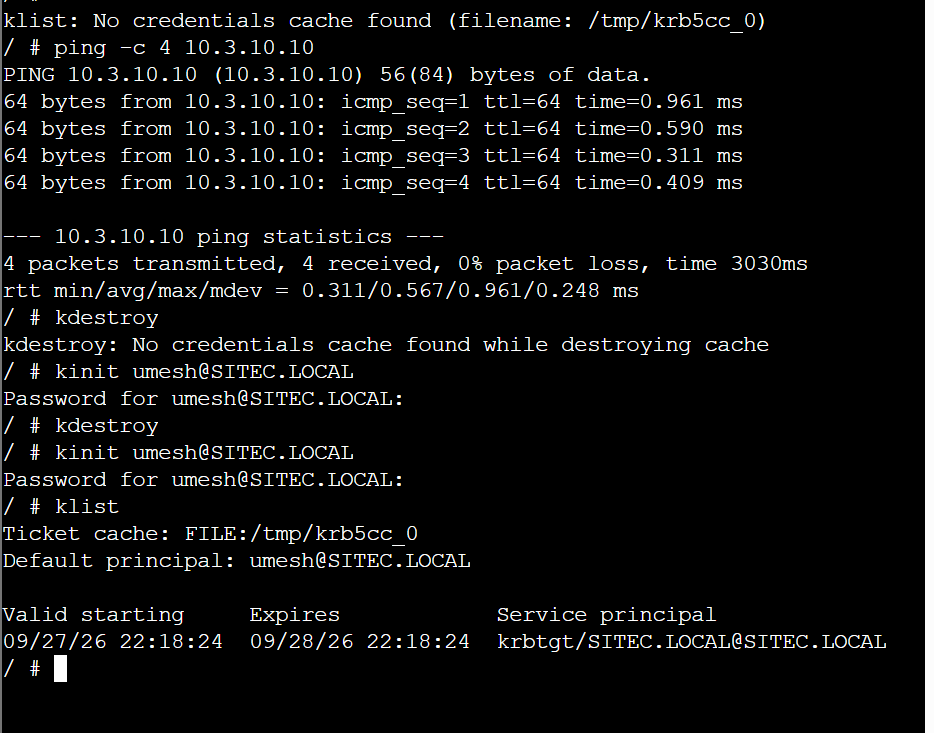 klist: No credentials cache found (filename: /tmp/krb5cc_0)
/ # ping -c 4 10.3.10.10
PING 10.3.10.10 (10.3.10.10) 56(84) bytes of data.
64 bytes from 10.3.10.10: icmp_seq=1 ttl=64 time=0.961 ms
64 bytes from 10.3.10.10: icmp_seq=2 ttl=64 time=0.590 ms
64 bytes from 10.3.10.10: icmp_seq=3 ttl=64 time=0.311 ms
64 bytes from 10.3.10.10: icmp_seq=4 ttl=64 time=0.409 ms
--- 10.3.10.10 ping statistics ---
4 packets transmitted, 4 received, 0% packet loss, time 3030ms
rtt min/avg/max/mdev = 0.311/0.567/0.961/0.248 ms
/ # kdestroy
kdestroy: No credentials cache found while destroying cache
/ # kinit umesh@SITEC.LOCAL
Password for umesh@SITEC.LOCAL:
/ # kdestroy
/ # kinit umesh@SITEC.LOCAL
Password for umesh@SITEC.LOCAL:
/ # klist
Ticket cache: FILE:/tmp/krb5cc_0
Default principal: umesh@SITEC.LOCAL
Valid starting     Expires            Service principal
09/27/26 22:18:24  09/28/26 22:18:24  krbtgt/SITEC.LOCAL@SITEC.LOCAL
/ #